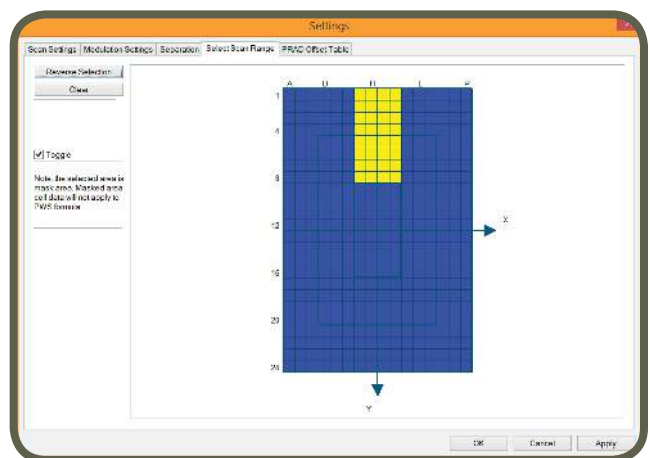 Settings
Scan Settings
Modulation Settings
Separation
Select Scan Range
PRAD Offset Table
Reverse Selection
Clear
Toggle
Note, the selected area is
mask area. Masked area
cell data will not apply to
PWS formula
A D H L P
1
4
8
12
16
20
24
X
Y
OK
Cancel
Apply